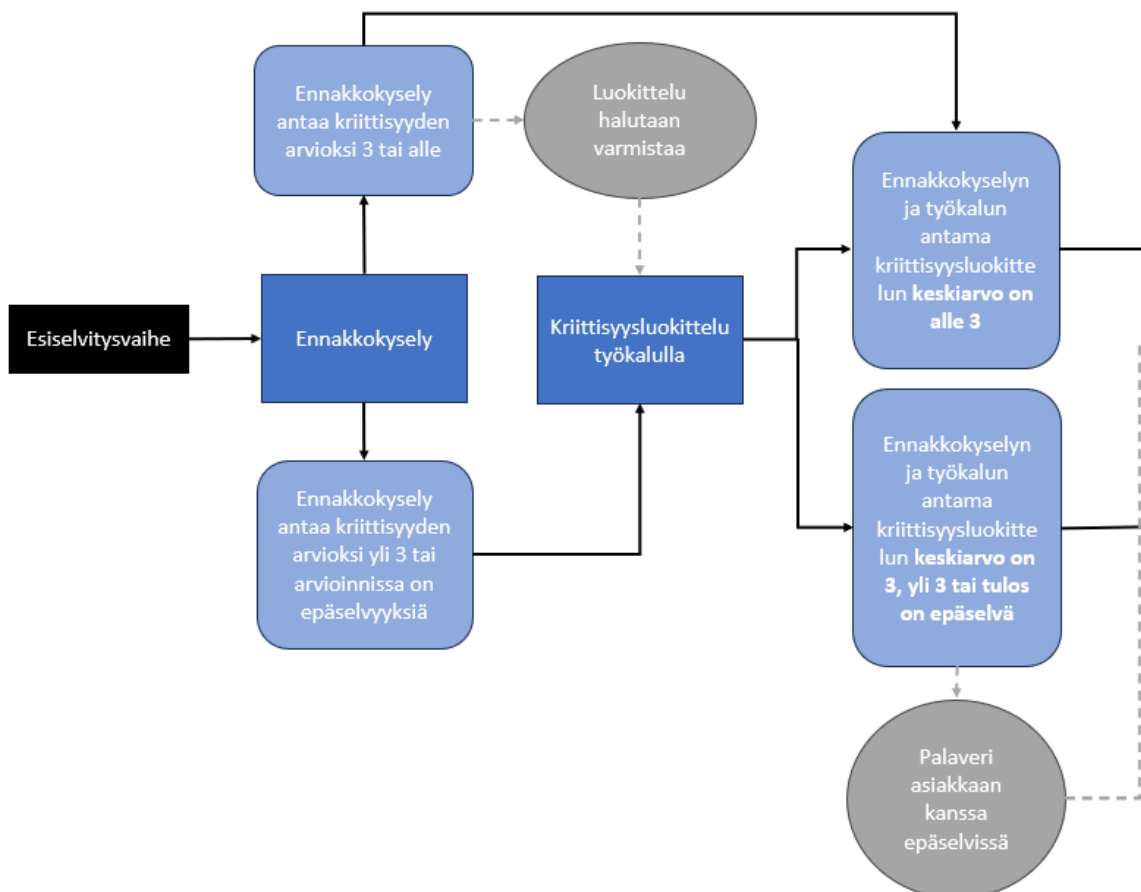 Ennakkokysely
antaa kriittisyyden
arvioksi 3 tai alle
Luokittelu
halutaan
varmistaa
Ennakkokyselyn
ja työkalun
antama
kriittisyysluokitte
lun keskiarvo on
alle 3
Esiselvitysvaihe
Ennakkokysely
Kriittisyysluokittelu
työkalulla
Ennakkokysely
antaa kriittisyyden
arvioksi yli 3 tai
arvioinnissa on
epäselvyyksiä
Ennakkokyselyn
ja työkalun
antama
kriittisyysluokitte
lun keskiarvo on
3, yli 3 tai tulos
on epäselvä
Palaveri
asiakkaan
kanssa
epäselvissä